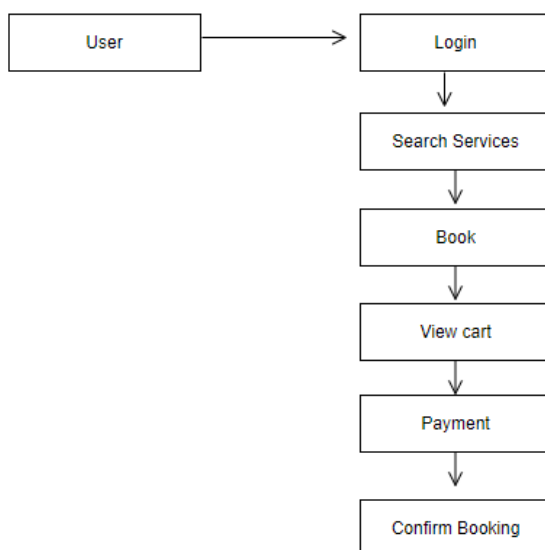 User
Login
Search Services
Book
View cart
Payment
Confirm Booking